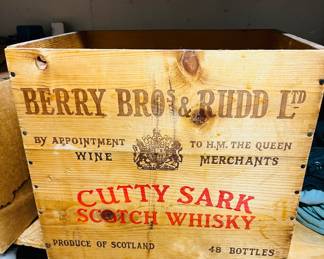 BERRY BROS & RUDD LTD
BY APPOINTMENT TO H.M. THE QUEEN
WINE MERCHANTS
CUTTY SARK
SCOTCH WHISKY
PRODUCE OF SCOTLAND 48 BOTTLES